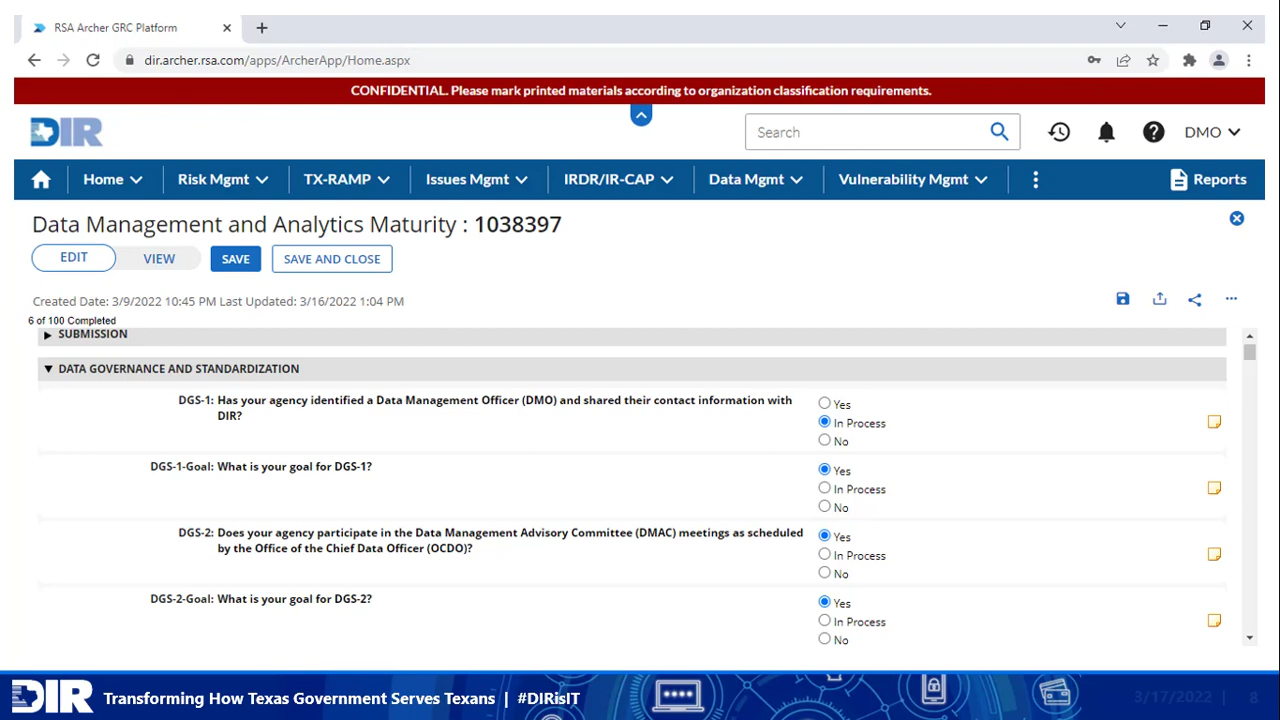 RSA Archer GRC Platform
dir.archer.rsa.com/apps/ArcherApp/Home.aspx
CONFIDENTIAL. Please mark printed materials according to organization classification requirements.
DIR
Search
DMO
Home
Risk Mgmt
TX-RAMP
Issues Mgmt
IRDR/IR-CAP
Data Mgmt
Vulnerability Mgmt
Reports
Data Management and Analytics Maturity : 1038397
EDIT
VIEW
SAVE
SAVE AND CLOSE
Created Date: 3/9/2022 10:45 PM Last Updated: 3/16/2022 1:04 PM
6 of 100 Completed
SUBMISSION
DATA GOVERNANCE AND STANDARDIZATION
DGS-1: Has your agency identified a Data Management Officer (DMO) and shared their contact information with
DIR?
Yes
In Process
No
DGS-1-Goal: What is your goal for DGS-1?
Yes
In Process
No
DGS-2: Does your agency participate in the Data Management Advisory Committee (DMAC) meetings as scheduled
by the Office of the Chief Data Officer (OCDO)?
Yes
In Process
No
DGS-2-Goal: What is your goal for DGS-2?
Yes
In Process
No
DIR Transforming How Texas Government Serves Texans | #DIRisIT
3/17/2022 | 8